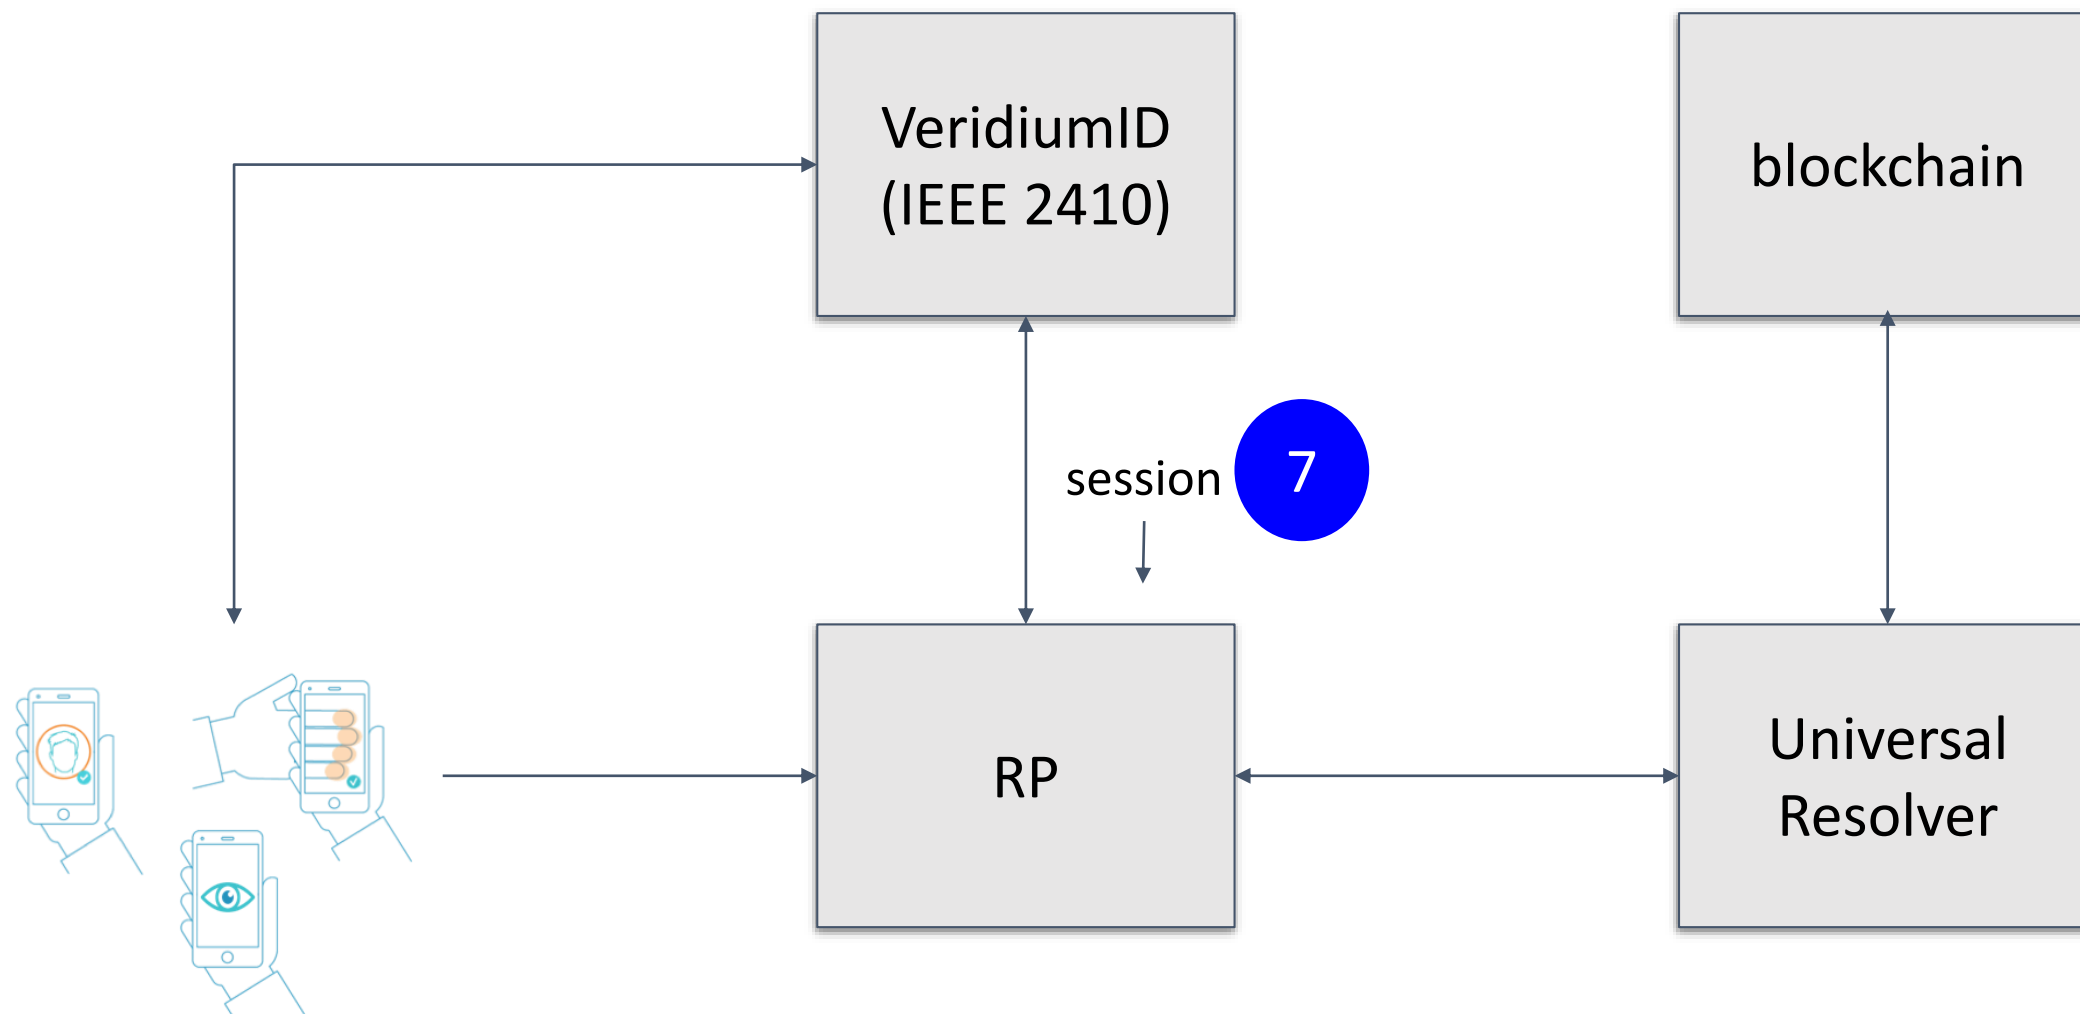 VeridiumID
(IEEE 2410)
blockchain
session
7
RP
Universal
Resolver